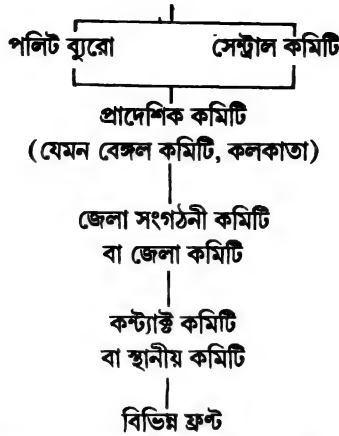 পলিট ব্যুরো সেন্ট্রাল কমিটি
প্রাদেশিক কমিটি
(যেমন বেঙ্গল কমিটি, কলকাতা)
জেলা সংগঠনী কমিটি
বা জেলা কমিটি
কন্ট্যাক্ট কমিটি
বা স্থানীয় কমিটি
বিভিন্ন ফ্রন্ট